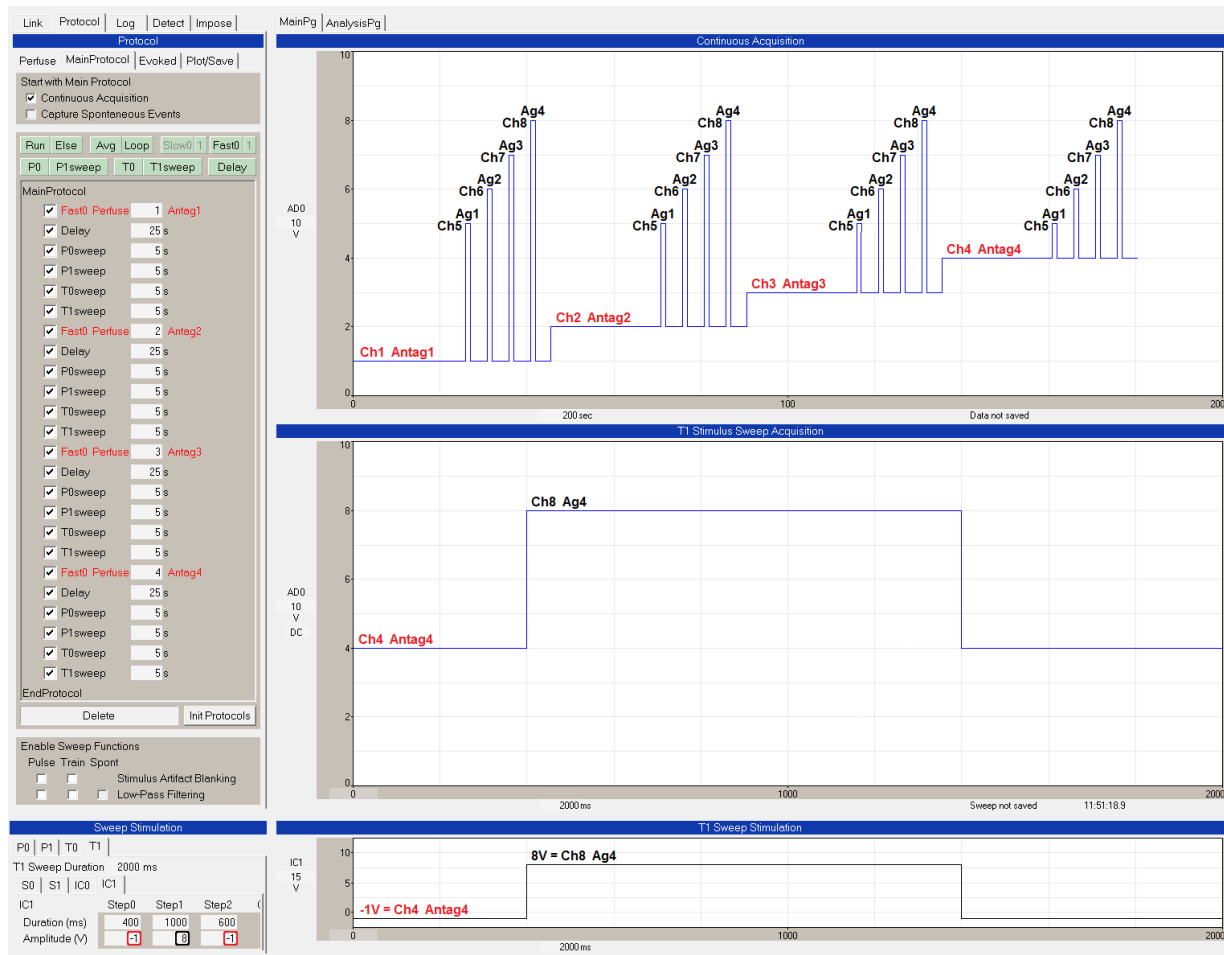 Link Protocol Log Detect Impose
Protocol
Perfuse MainProtocol Evoked Plot/Save
Start with Main Protocol
Continuous Acquisition
Capture Spontaneous Events
Run Else Avg Loop Slow0 1 Fast0 1
P0 P1sweep T0 T1sweep Delay
MainProtocol
Fast0 Perfuse 1 Antag1
Delay 25 s
P0sweep 5 s
P1sweep 5 s
T0sweep 5 s
T1sweep 5 s
Fast0 Perfuse 2 Antag2
Delay 25 s
P0sweep 5 s
P1sweep 5 s
T0sweep 5 s
T1sweep 5 s
Fast0 Perfuse 3 Antag3
Delay 25 s
P0sweep 5 s
P1sweep 5 s
T0sweep 5 s
T1sweep 5 s
Fast0 Perfuse 4 Antag4
Delay 25 s
P0sweep 5 s
P1sweep 5 s
T0sweep 5 s
T1sweep 5 s
EndProtocol
Delete Init Protocols
Enable Sweep Functions
Pulse Train Spont
Stimulus Artifact Blanking
Low-Pass Filtering
Sweep Stimulation
P0 P1 T0 T1
T1 Sweep Duration 2000 ms
S0 S1 IC0 IC1
IC1 Step0 Step1 Step2 (
Duration (ms) 400 1000 600
Amplitude (V) -1 8 -1
MainPg AnalysisPg
Continuous Acquisition
10
Ag4 Ag4 Ag4 Ag4
8 Ch8 Ch8 Ch8 Ch8
Ag3 Ag3 Ag3 Ag3
Ch7 Ch7 Ch7 Ch7
Ag2 Ag2 Ag2 Ag2
6 Ch6 Ch6 Ch6 Ch6
AD0
10
V
Ag1 Ag1 Ag1 Ag1
Ch5 Ch5 Ch5 Ch5
4 Ch4 Antag4
Ch3 Antag3
2 Ch2 Antag2
Ch1 Antag1
0
0 100 200
200 sec Data not saved
T1 Stimulus Sweep Acquisition
10
8 Ch8 Ag4
6
AD0
10
V
DC
4 Ch4 Antag4
2
0
0 1000 2000
2000 ms Sweep not saved 11:51:18.9
T1 Sweep Stimulation
10 8V = Ch8 Ag4
IC1
15
V
5
0 -1V = Ch4 Antag4
0 1000 2000
2000 ms